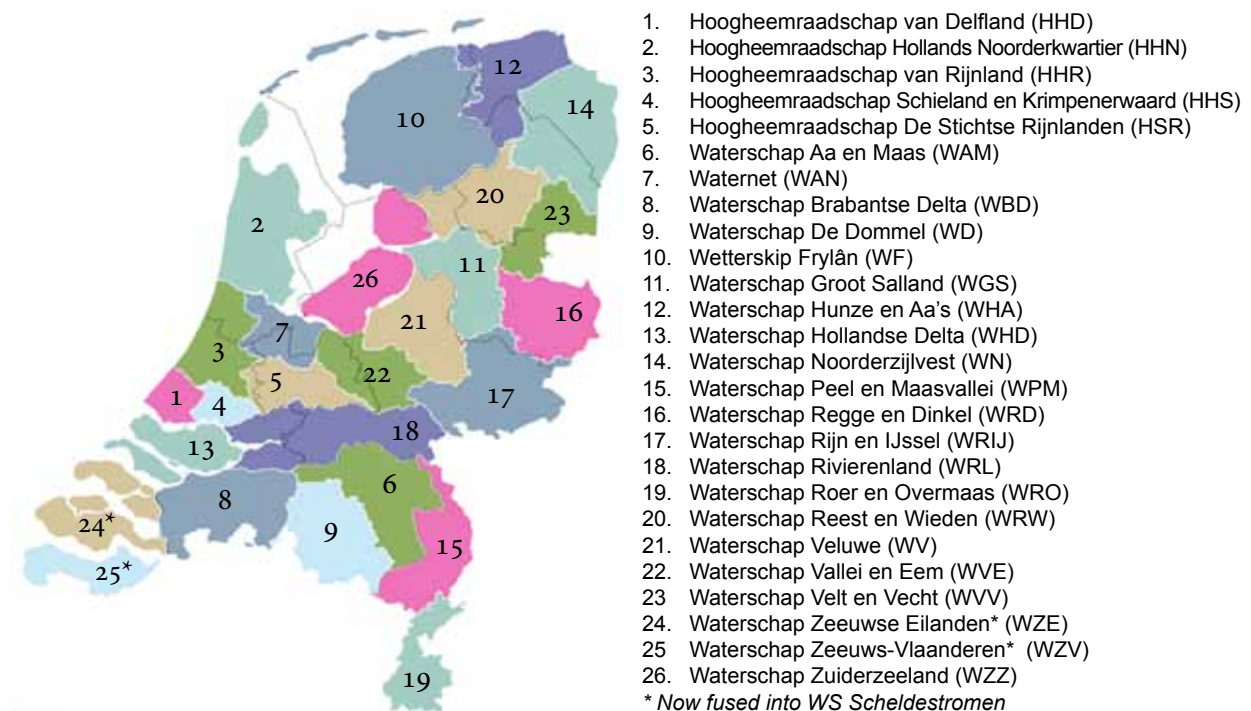 12
14
10
20
23
2
11
26
16
21
7
3
22
5
17
1
4
18
13
6
8
24*
9
15
25*
19
1. Hoogheemraadschap van Delfland (HHD)
2. Hoogheemraadschap Hollands Noorderkwartier (HHN)
3. Hoogheemraadschap van Rijnland (HHR)
4. Hoogheemraadschap Schieland en Krimpenerwaard (HHS)
5. Hoogheemraadschap De Stichtse Rijnlanden (HSR)
6. Waterschap Aa en Maas (WAM)
7. Waternet (WAN)
8. Waterschap Brabantse Delta (WBD)
9. Waterschap De Dommel (WD)
10. Wetterskip Frylân (WF)
11. Waterschap Groot Salland (WGS)
12. Waterschap Hunze en Aa’s (WHA)
13. Waterschap Hollandse Delta (WHD)
14. Waterschap Noorderzijlvest (WN)
15. Waterschap Peel en Maasvallei (WPM)
16. Waterschap Regge en Dinkel (WRD)
17. Waterschap Rijn en IJssel (WRIJ)
18. Waterschap Rivierenland (WRL)
19. Waterschap Roer en Overmaas (WRO)
20. Waterschap Reest en Wieden (WRW)
21. Waterschap Veluwe (WV)
22. Waterschap Vallei en Eem (WVE)
23 Waterschap Velt en Vecht (WVV)
24. Waterschap Zeeuwse Eilanden* (WZE)
25 Waterschap Zeeuws-Vlaanderen* (WZV)
26. Waterschap Zuiderzeeland (WZZ)
* Now fused into WS Scheldestromen